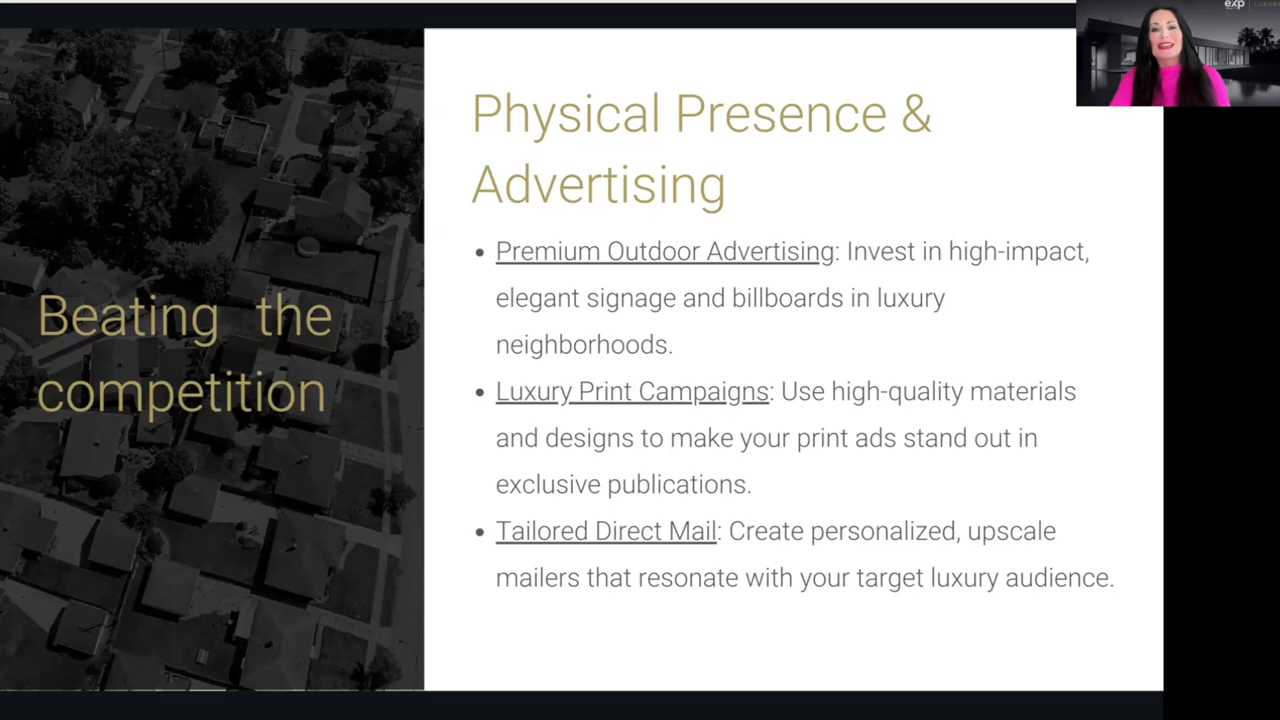 exp LUXURY
Physical Presence &
Advertising
• Premium Outdoor Advertising: Invest in high-impact,
elegant signage and billboards in luxury
neighborhoods.
• Luxury Print Campaigns: Use high-quality materials
and designs to make your print ads stand out in
exclusive publications.
• Tailored Direct Mail: Create personalized, upscale
mailers that resonate with your target luxury audience.
Beating the
competition